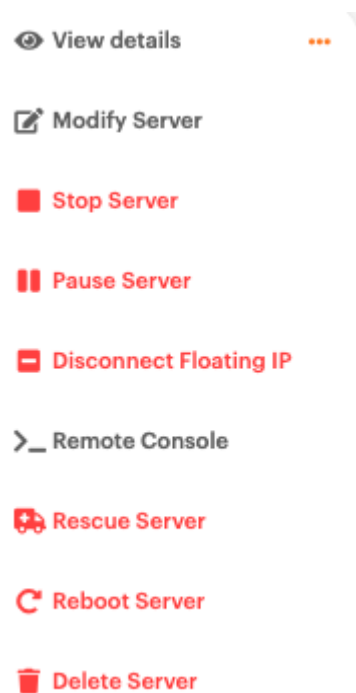 View details
Modify Server
Stop Server
Pause Server
Disconnect Floating IP
Remote Console
Rescue Server
Reboot Server
Delete Server